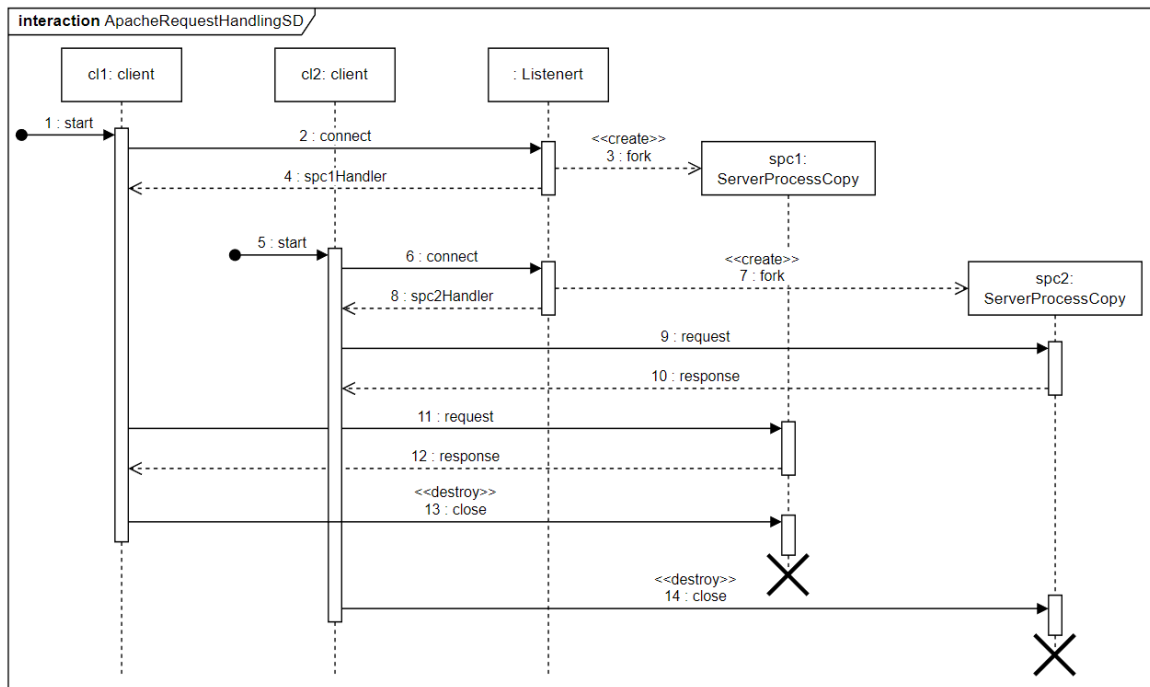 interaction ApacheRequestHandlingSD
cl1: client
cl2: client
: Listenert
1 : start
2 : connect
<<create>>
3 : fork
spc1:
ServerProcessCopy
4 : spc1Handler
5 : start
6 : connect
<<create>>
7 : fork
spc2:
ServerProcessCopy
8 : spc2Handler
9 : request
10 : response
11 : request
12 : response
<<destroy>>
13 : close
<<destroy>>
14 : close